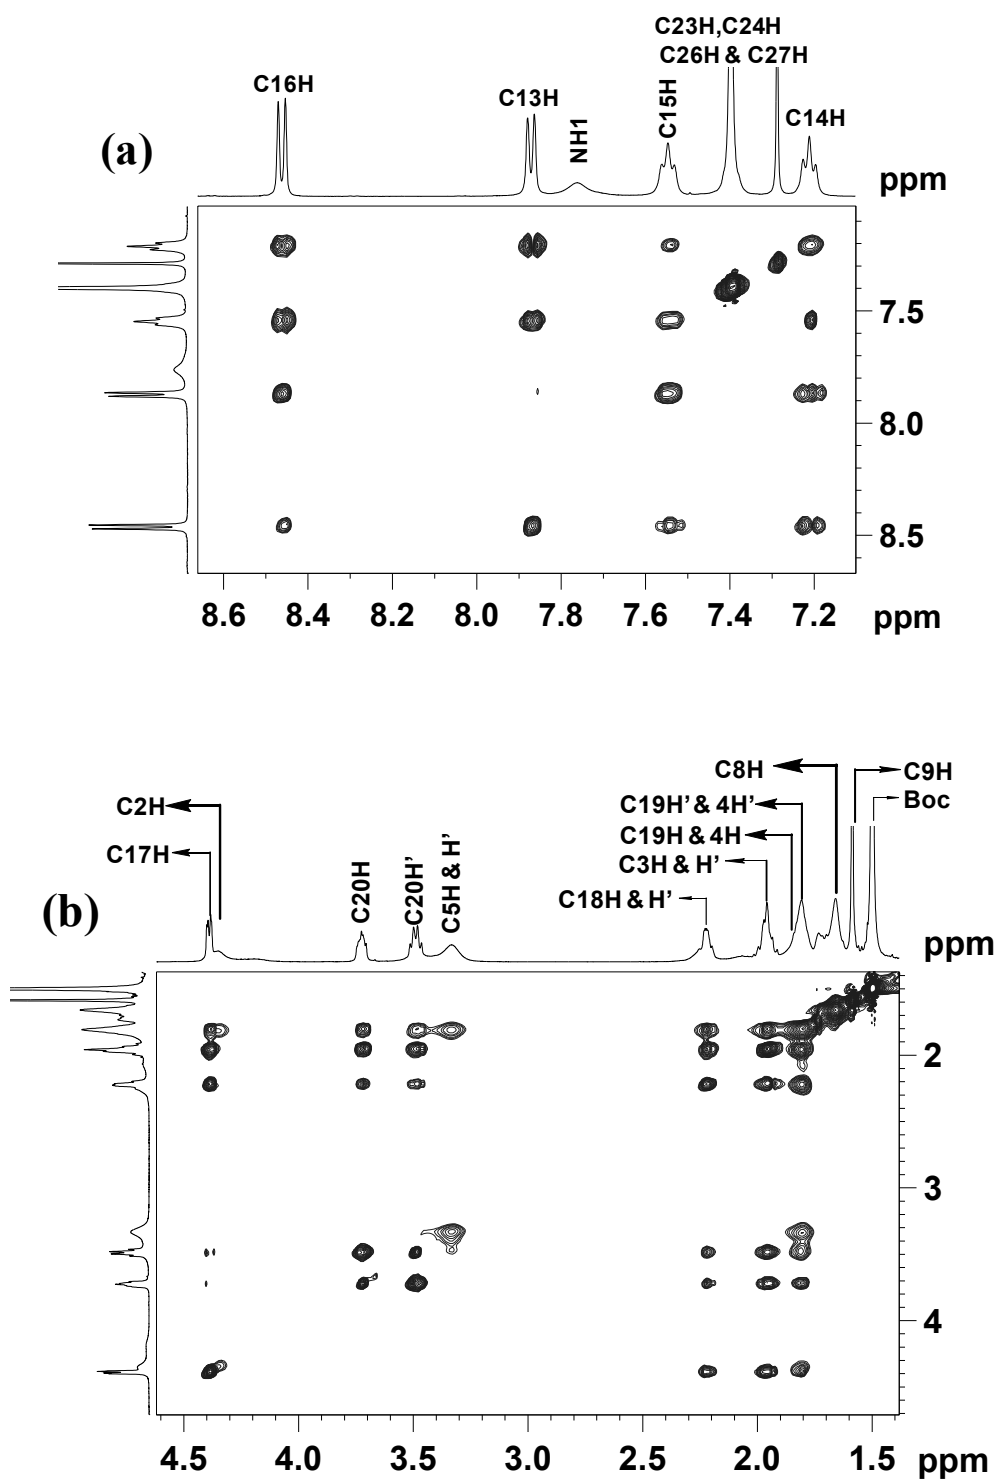 C23H,C24H
C26H & C27H
C16H
C13H
NH1
C15H
C14H
(a)
ppm
7.5
8.0
8.5
8.6 8.4 8.2 8.0 7.8 7.6 7.4 7.2 ppm
C8H
C9H
C2H
C19H’ & 4H’
Boc
C19H & 4H
C17H
C3H & H’
C20H
C20H’
C5H & H’
C18H & H’
(b)
ppm
2
3
4
4.5 4.0 3.5 3.0 2.5 2.0 1.5 ppm